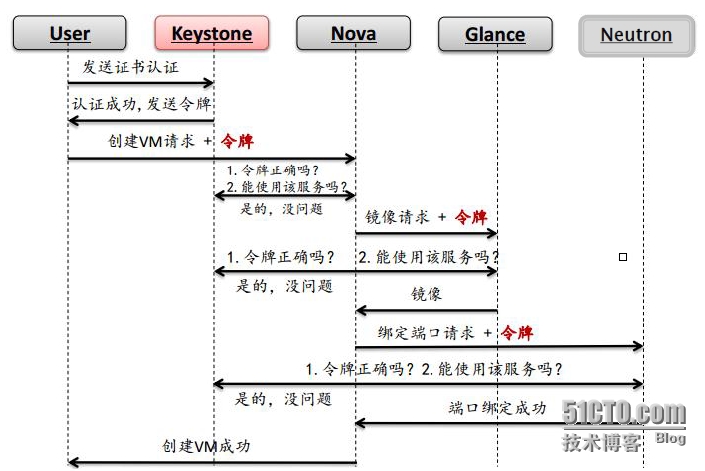 User Keystone Nova Glance Neutron
发送证书认证
认证成功,发送令牌
创建VM请求 + 令牌
1.令牌正确吗?
2.能使用该服务吗?
是的,没问题
镜像请求 + 令牌
1.令牌正确吗? 2.能使用该服务吗?
是的,没问题
镜像
绑定端口请求 + 令牌
1.令牌正确吗?2.能使用该服务吗?
是的,没问题
端口绑定成功
51CTO.com
技术博客 Blog
创建VM成功